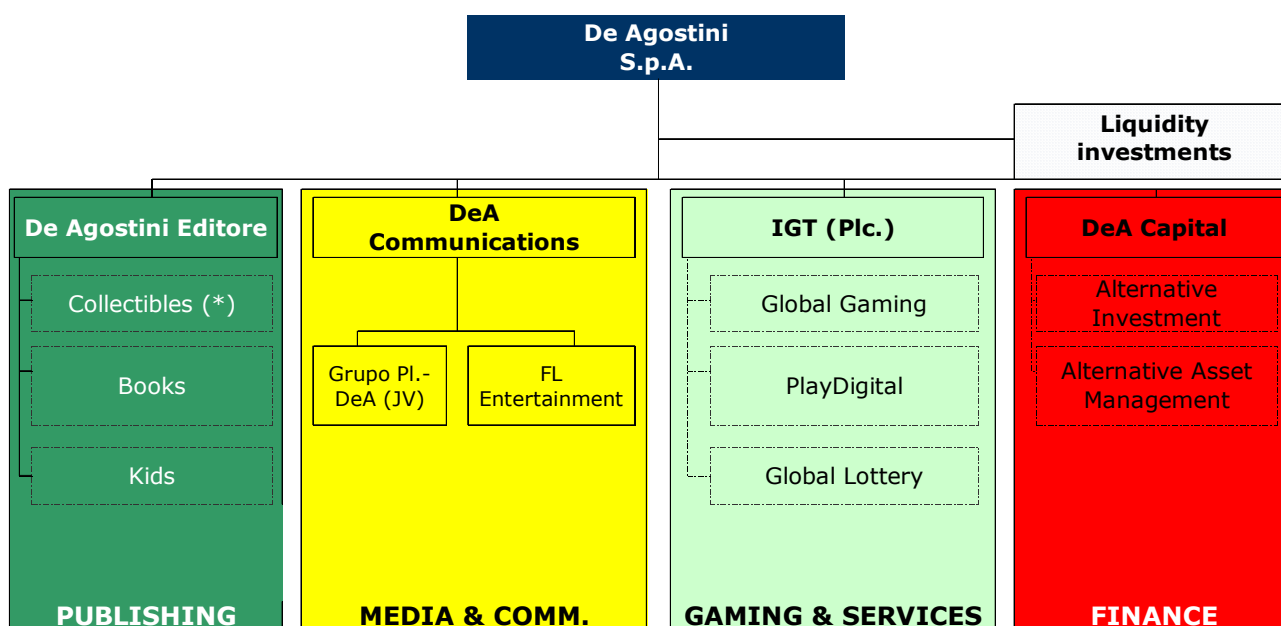 De Agostini
S.p.A.
Liquidity
investments
De Agostini Editore
Collectibles (*)
Books
Kids
PUBLISHING
DeA
Communications
Grupo Pl.-
DeA (JV)
FL
Entertainment
MEDIA & COMM.
IGT (Plc.)
Global Gaming
PlayDigital
Global Lottery
GAMING & SERVICES
DeA Capital
Alternative
Investment
Alternative Asset
Management
FINANCE